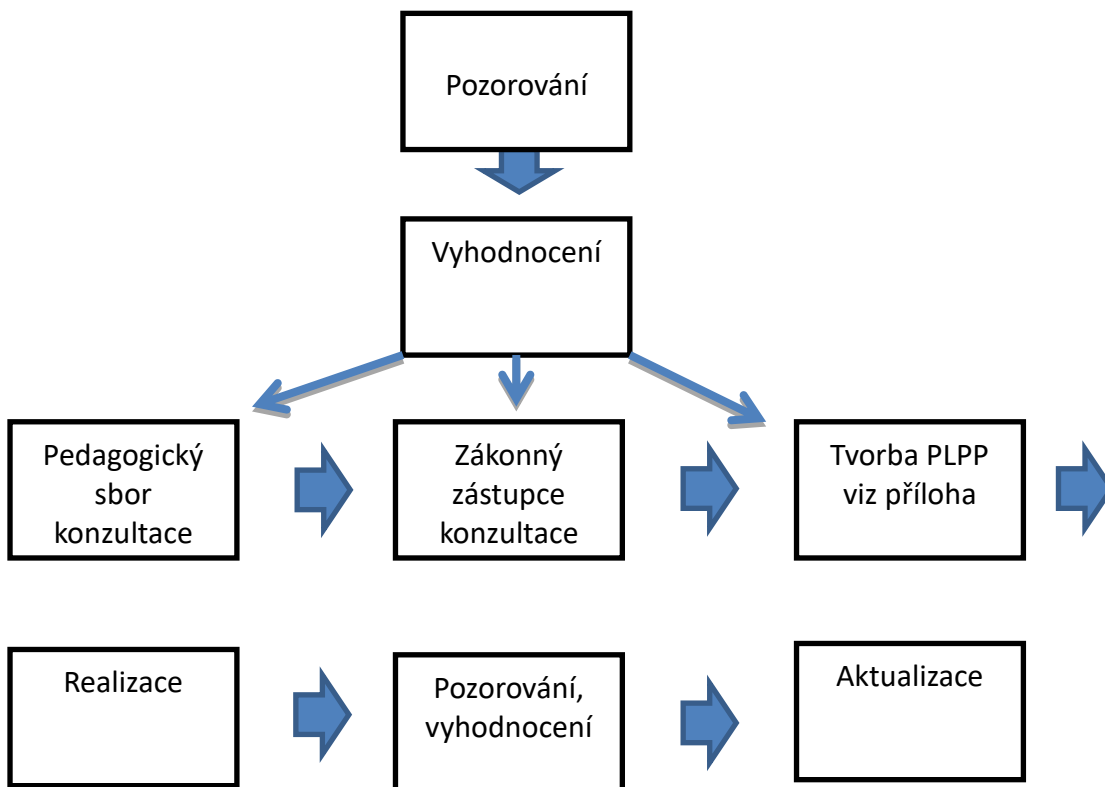 Pozorování
Vyhodnocení
Pedagogický
sbor
konzultace
Zákonný
zástupce
konzultace
Tvorba PLPP
viz příloha
Realizace
Pozorování,
vyhodnocení
Aktualizace